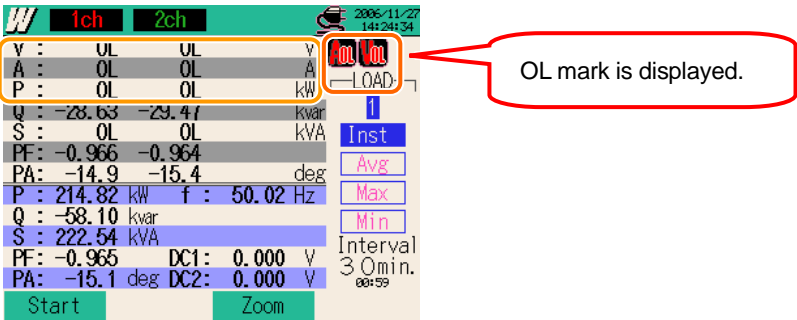 W 1ch 2ch 2006/11/27
14:24:34
V : OL OL V AOL VOL
A : OL OL A
P : OL OL kW LOAD
Q : -28.63 -29.47 kvar 1
S : OL OL kVA Inst
PF: -0.966 -0.964
PA: -14.9 -15.4 deg Avg
P : 214.82 kW f : 50.02 Hz Max
Q : -58.10 kvar Min
S : 222.54 kVA Interval
PF: -0.965 DC1: 0.000 V 30min.
PA: -15.1 deg DC2: 0.000 V 00:59
Start Zoom
OL mark is displayed.